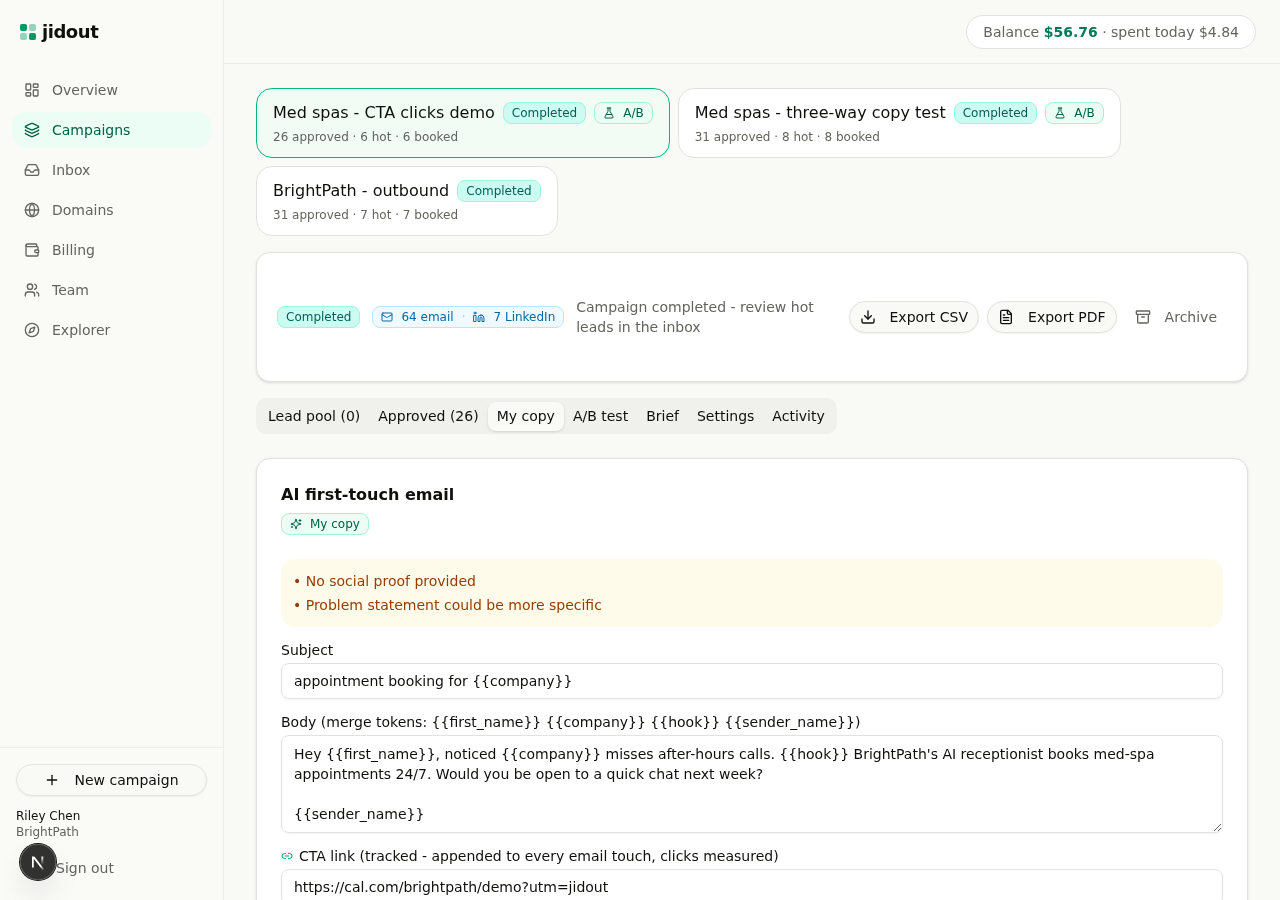 jidout
Balance $56.76 · spent today $4.84
Overview
Campaigns
Inbox
Domains
Billing
Team
Explorer
Med spas - CTA clicks demo Completed A/B
26 approved · 6 hot · 6 booked
Med spas - three-way copy test Completed A/B
31 approved · 8 hot · 8 booked
BrightPath - outbound Completed
31 approved · 7 hot · 7 booked
Completed 64 email · 7 LinkedIn
Campaign completed - review hot
leads in the inbox
Export CSV Export PDF Archive
Lead pool (0) Approved (26) My copy A/B test Brief Settings Activity
AI first-touch email
My copy
• No social proof provided
• Problem statement could be more specific
Subject
appointment booking for {{company}}
Body (merge tokens: {{first_name}} {{company}} {{hook}} {{sender_name}})
Hey {{first_name}}, noticed {{company}} misses after-hours calls. {{hook}} BrightPath's AI receptionist books med-spa
appointments 24/7. Would you be open to a quick chat next week?
{{sender_name}}
CTA link (tracked - appended to every email touch, clicks measured)
https://cal.com/brightpath/demo?utm=jidout
New campaign
Riley Chen
BrightPath
N
Sign out